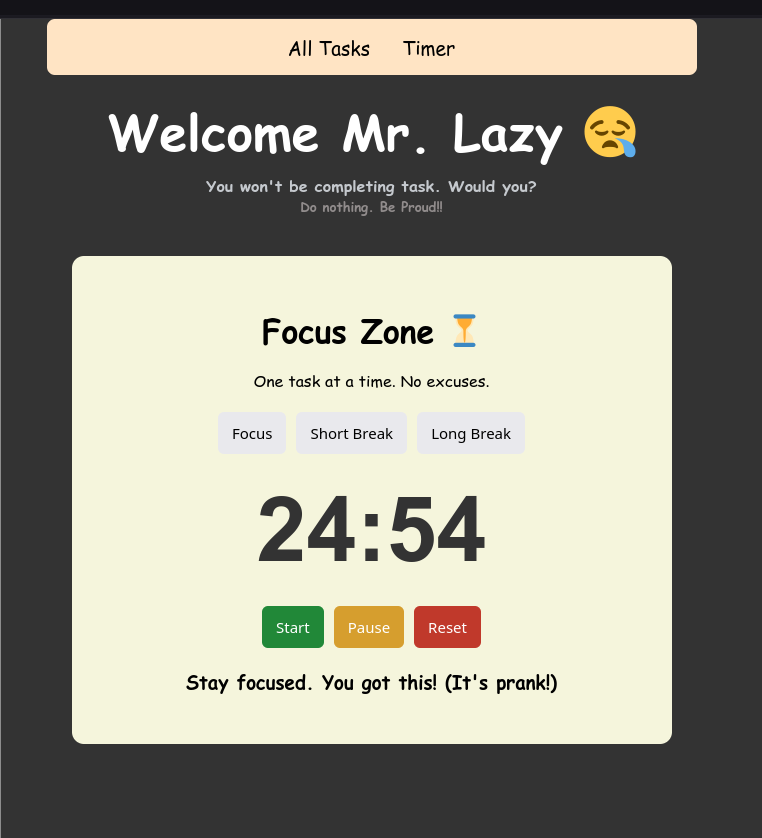 All Tasks Timer
Welcome Mr. Lazy 😪
You won't be completing task. Would you?
Do nothing. Be Proud!!
Focus Zone ⏳
One task at a time. No excuses.
Focus Short Break Long Break
24:54
Start Pause Reset
Stay focused. You got this! (It's prank!)